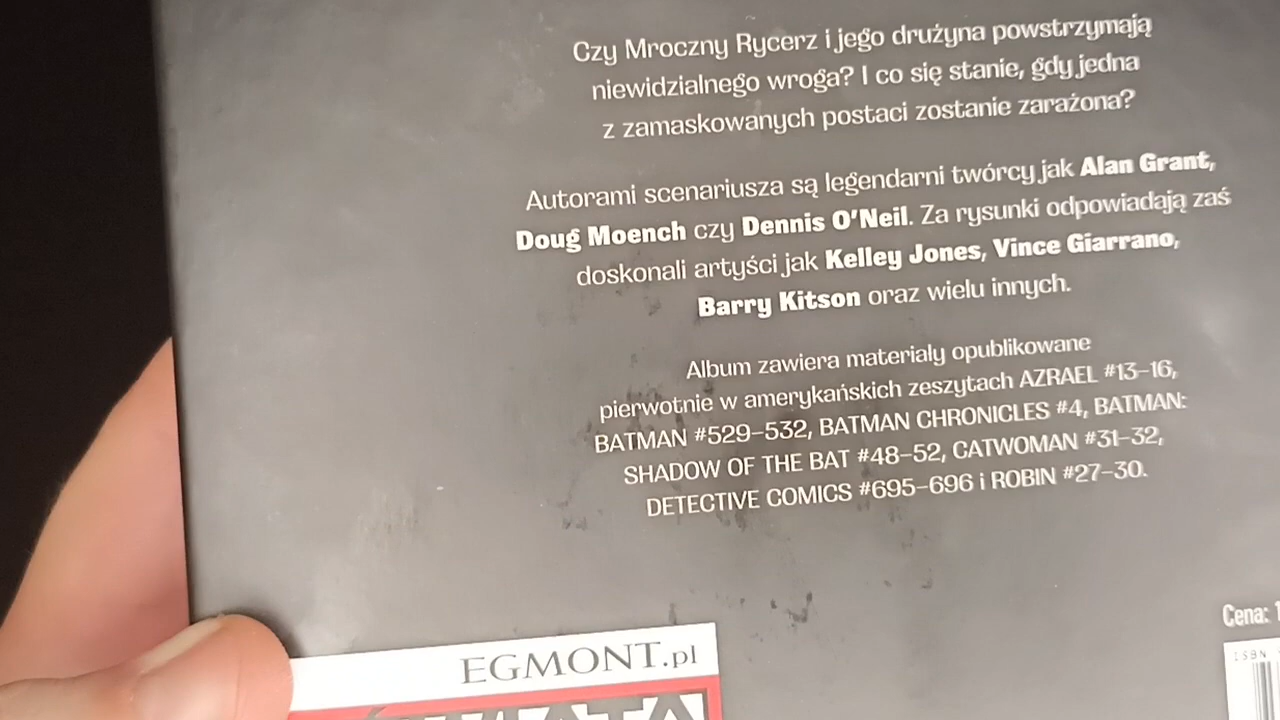 Czy Mroczny Rycerz i jego drużyna powstrzymają
niewidzialnego wroga? I co się stanie, gdy jedna
z zamaskowanych postaci zostanie zarażona?
Autorami scenariusza są legendarni twórcy jak Alan Grant,
Doug Moench czy Dennis O'Neil. Za rysunki odpowiadają zaś
doskonali artyści jak Kelley Jones, Vince Giarrano,
Barry Kitson oraz wielu innych.
Album zawiera materiały opublikowane
pierwotnie w amerykańskich zeszytach AZRAEL #13–16,
BATMAN #529–532, BATMAN CHRONICLES #4, BATMAN:
SHADOW OF THE BAT #48–52, CATWOMAN #31–32,
DETECTIVE COMICS #695–696 i ROBIN #27–30.
Cena:
ISBN
EGMONT.pl